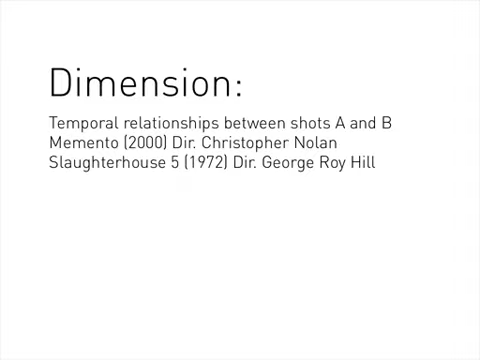 Dimension:
Temporal relationships between shots A and B
Memento (2000) Dir. Christopher Nolan
Slaughterhouse 5 (1972) Dir. George Roy Hill